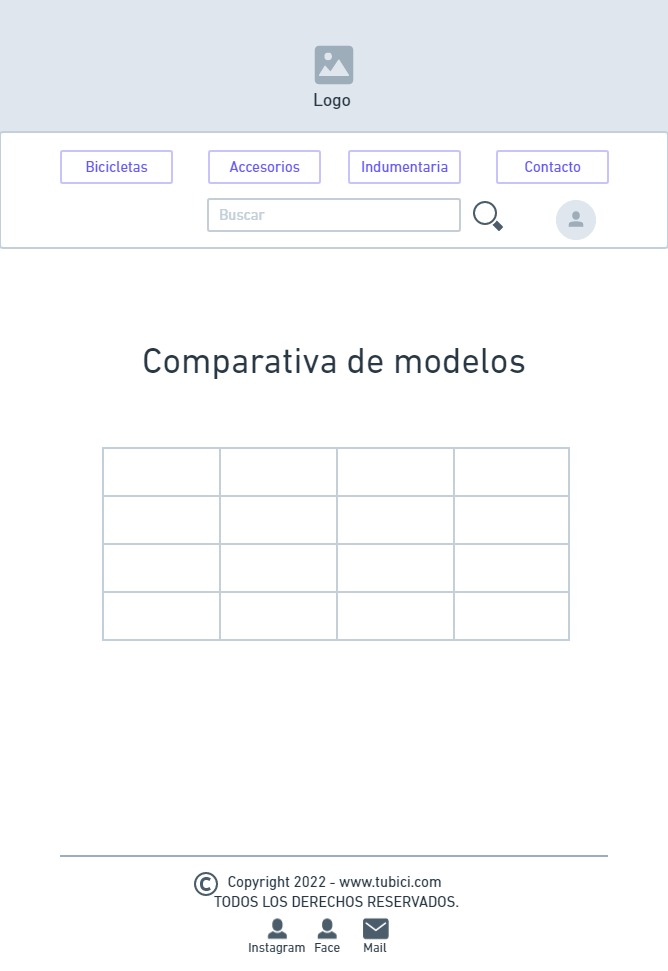 Logo
Bicicletas
Accesorios
Indumentaria
Contacto
Buscar
Comparativa de modelos
© Copyright 2022 - www.tubici.com
TODOS LOS DERECHOS RESERVADOS.
Instagram Face Mail